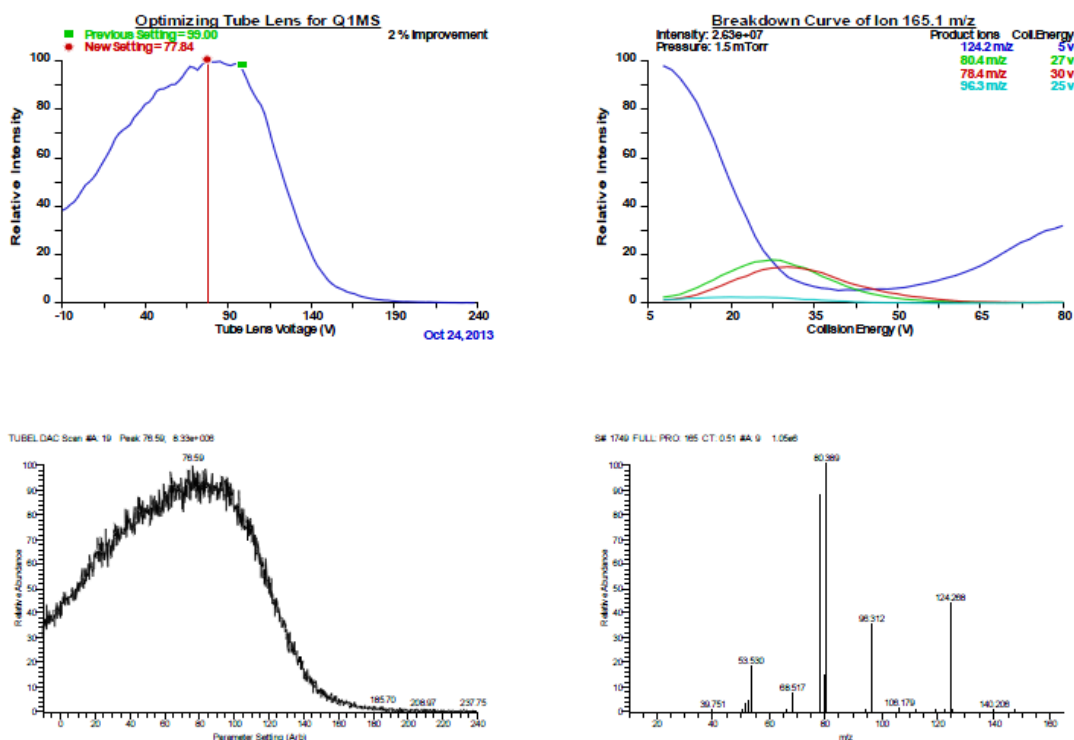 Optimizing Tube Lens for Q1MS
Previous Setting = 99.00
2 % Improvement
New Setting = 77.84
100
80
60
40
20
0
Relative Intensity
-10 40 90 140 190 240
Tube Lens Voltage (V)
Oct 24, 2013
Breakdown Curve of Ion 165.1 m/z
Intensity: 2.63e+07
Product Ions Coll.Energy
Pressure: 1.5 mTorr
124.2 m/z 5 v
80.4 m/z 27 v
78.4 m/z 30 v
96.3 m/z 25 v
100
80
60
40
20
0
Relative Intensity
5 20 35 50 65 80
Collision Energy (V)
TUBEL DAC Scan #A: 19 Peak 76.59, 8.33e+006
76.59
100
90
80
70
60
50
40
30
20
10
0
Relative Abundance
185.70 208.97 237.75
0 20 40 60 80 100 120 140 160 180 200 220 240
Parameter Setting (Arb)
S# 1749 FULL PRO: 165 CT: 0.51 #A: 9 1.05e6
80.389
100
90
80
70
60
50
40
30
20
10
0
Relative Abundance
124.268
96.312
53.530
68.517
39.751
106.179
140.206
20 40 60 80 100 120 140 160
m/z